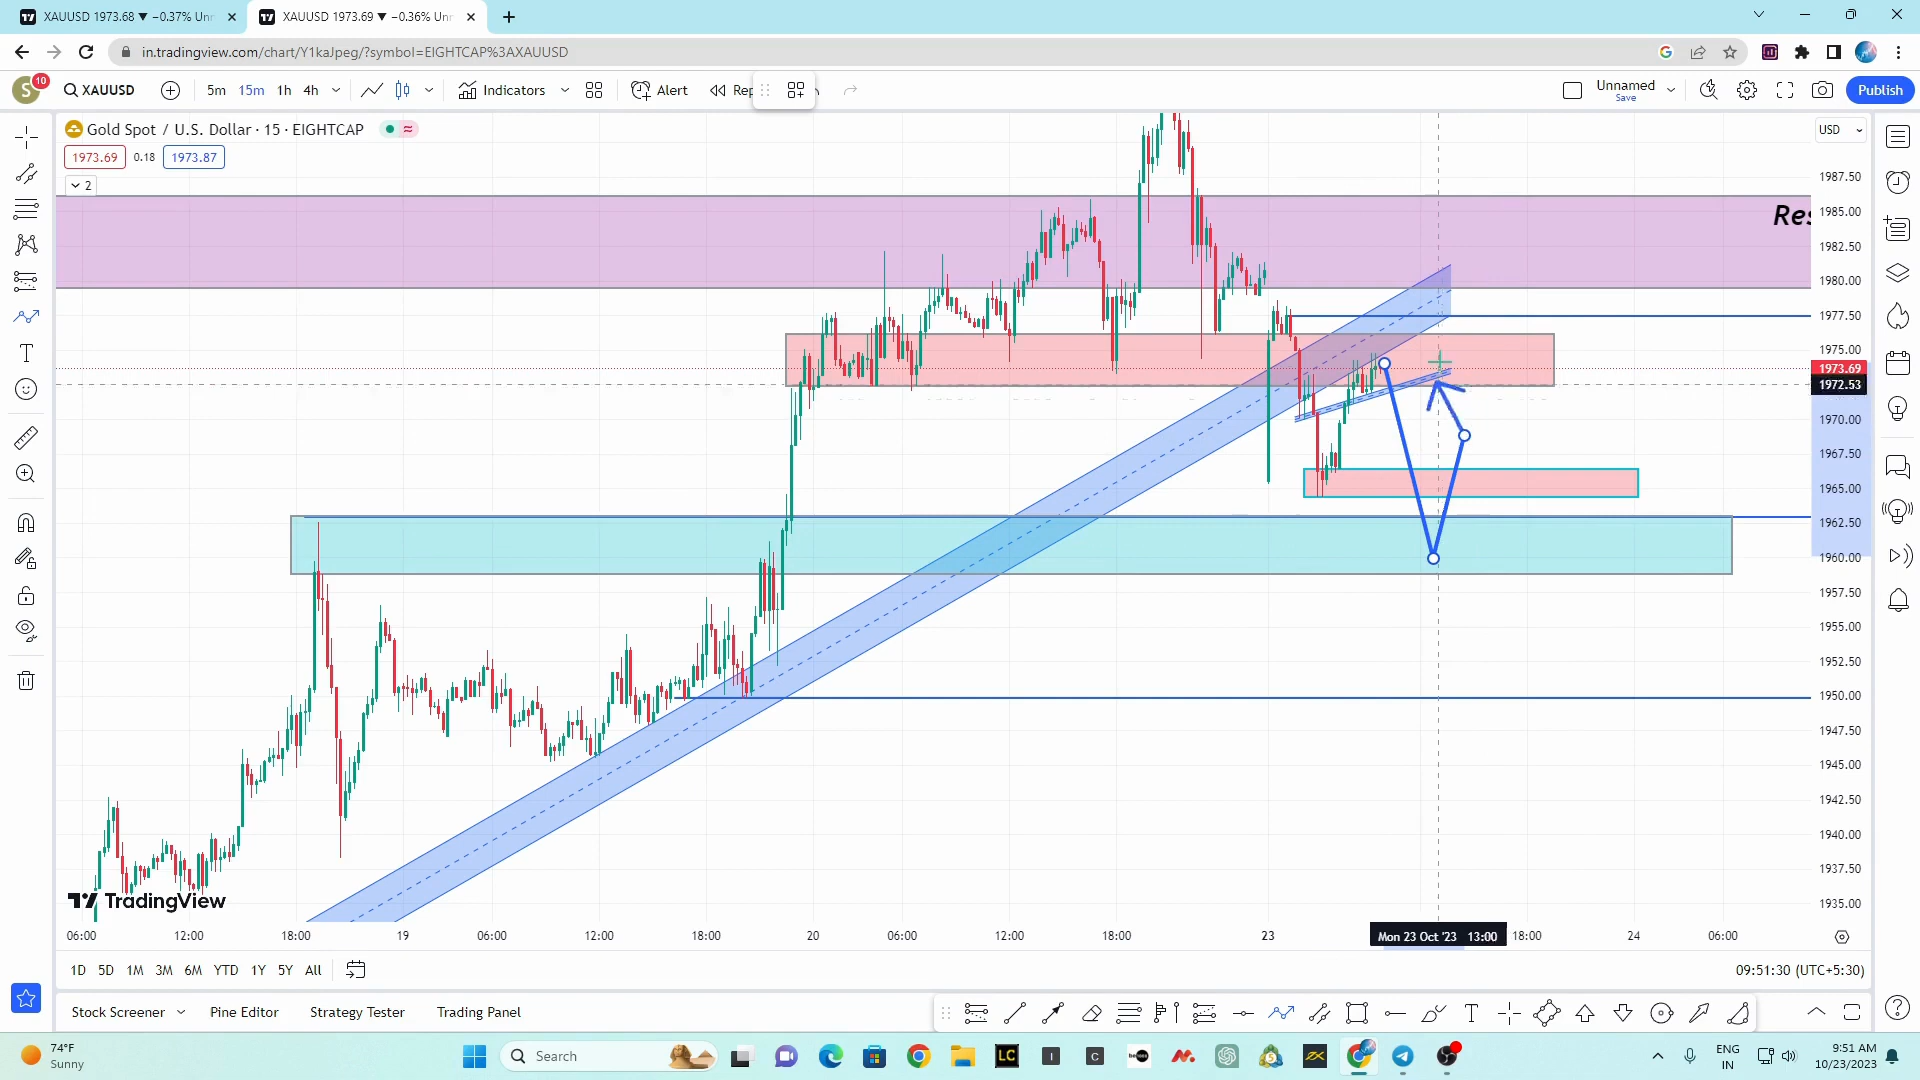 XAUUSD 1973.68 ▼ −0.37% Un
XAUUSD 1973.69 ▼ −0.36% Un
in.tradingview.com/chart/Y1kaJpeg/?symbol=EIGHTCAP%3AXAUUSD
S 10 XAUUSD 5m 15m 1h 4h Indicators Alert Rep Unnamed Save Publish
Gold Spot / U.S. Dollar · 15 · EIGHTCAP
USD
1973.69 0.18 1973.87
2
Res
1987.50
1985.00
1982.50
1980.00
1977.50
1975.00
1973.69
1972.53
1970.00
1967.50
1965.00
1962.50
1960.00
1957.50
1955.00
1952.50
1950.00
1947.50
1945.00
1942.50
1940.00
1937.50
1935.00
TradingView
06:00 12:00 18:00 19 06:00 12:00 18:00 20 06:00 12:00 18:00 23 Mon 23 Oct '23 13:00 18:00 24 06:00
1D 5D 1M 3M 6M YTD 1Y 5Y All 09:51:30 (UTC+5:30)
Stock Screener Pine Editor Strategy Tester Trading Panel
74°F
Sunny
Search
LC
ENG
IN
9:51 AM
10/23/2023